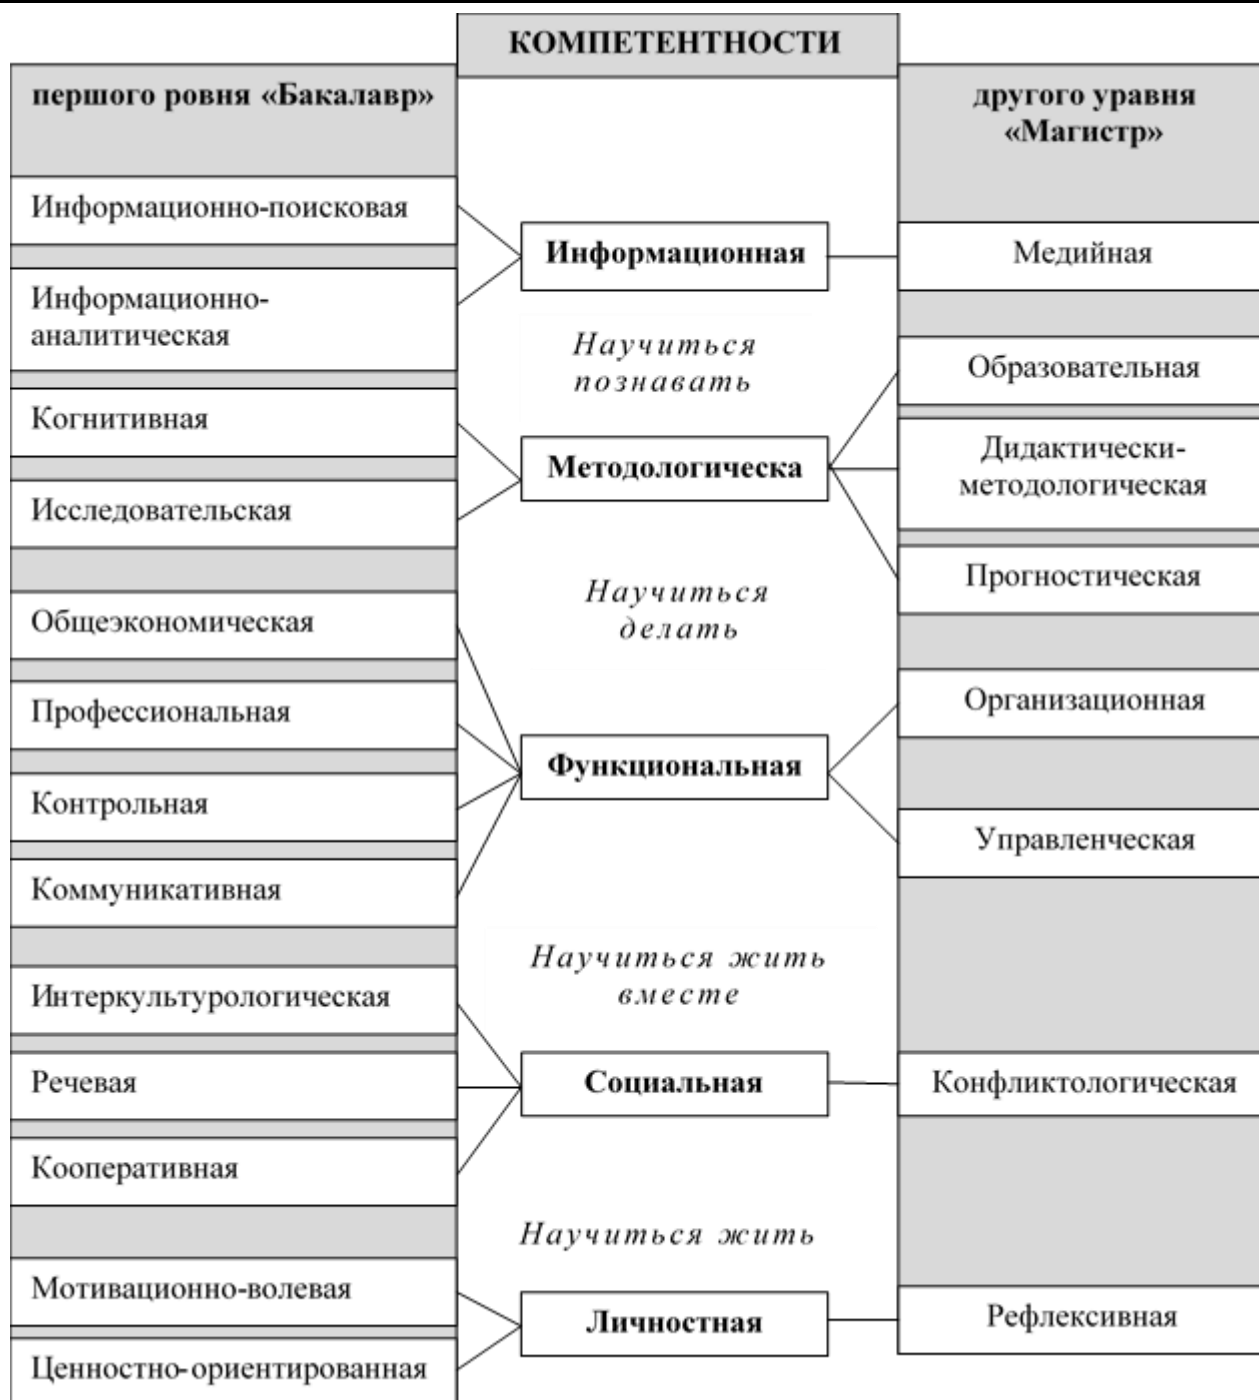 КОМПЕТЕНТНОСТИ
першого ровня «Бакалавр»
Информационно-поисковая
Информационно-
аналитическая
Когнитивная
Исследовательская
Общеэкономическая
Профессиональная
Контрольная
Коммуникативная
Интеркультурологическая
Речевая
Кооперативная
Мотивационно-волевая
Ценностно-ориентированная
Информационная
Научиться
познавать
Методологическа
Научиться
делать
Функциональная
Научиться жить
вместе
Социальная
Научиться жить
Личностная
другого уравня
«Магистр»
Медийная
Образовательная
Дидактически-
методологическая
Прогностическая
Организационная
Управленческая
Конфликтологическая
Рефлексивная